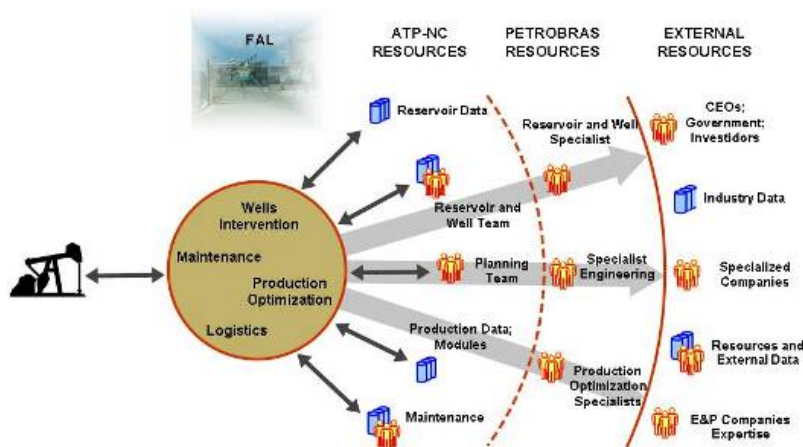 FAL
ATP-NC
RESOURCES
PETROBRAS
RESOURCES
EXTERNAL
RESOURCES
Reservoir Data
Reservoir and Well
Specialist
CEOs;
Government;
Investidors
Wells
Intervention
Reservoir and
Well Team
Industry Data
Maintenance
Production
Optimization
Planning
Team
Specialist
Engineering
Specialized
Companies
Logistics
Production Data;
Modules
Resources and
External Data
Production
Optimization
Specialists
Maintenance
E&P Companies
Expertise